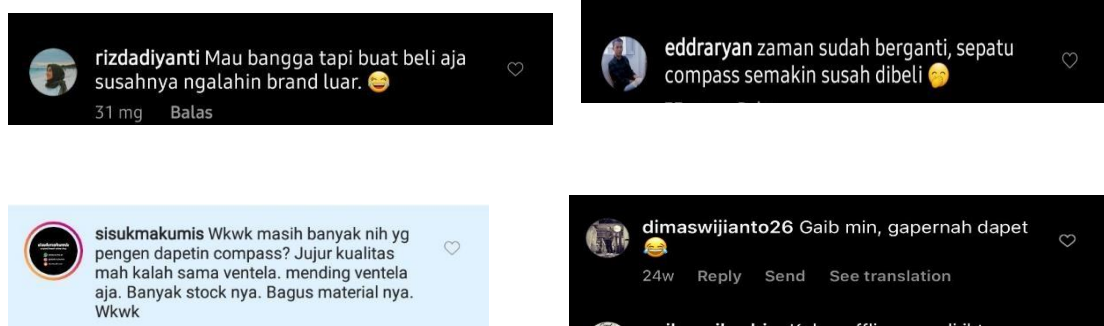 rizdadiyanti Mau bangga tapi buat beli aja
susahnya ngalahin brand luar. 😆
31 mg Balas
eddraryan zaman sudah berganti, sepatu
compass semakin susah dibeli 🤭
sisukmakumis Wkwk masih banyak nih yg
pengen dapetin compass? Jujur kualitas
mah kalah sama ventela. mending ventela
aja. Banyak stock nya. Bagus material nya.
Wkwk
dimaswijianto26 Gaib min, gapernah dapet
😂
24w Reply Send See translation